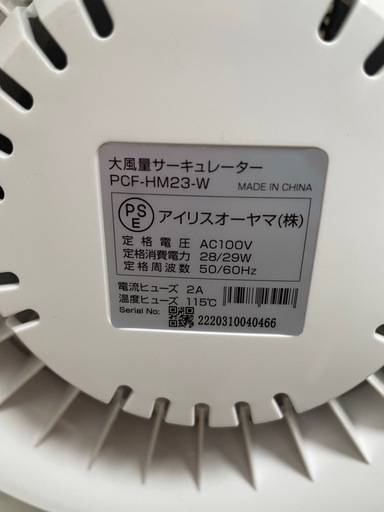 大風量サーキュレーター
PCF-HM23-W MADE IN CHINA
PSE アイリスオーヤマ(株)
定格電圧 AC100V
定格消費電力 28/29W
定格周波数 50/60Hz
電流ヒューズ 2A
温度ヒューズ 115℃
Serial No:
2220310040466